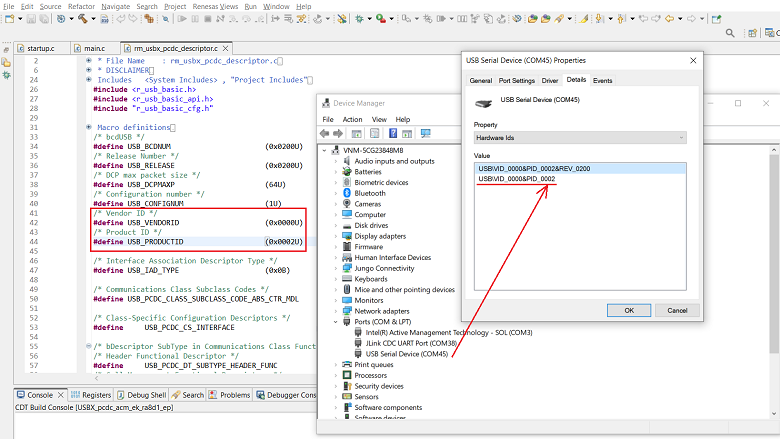 File Edit Source Refactor Navigate Search Project Renesas Views Run Window Help
startup.c
main.c
rm_usbx_pcdc_descriptor.c
2 * File Name : rm_usbx_pcdc_descriptor.c
6 * DISCLAIMER
24 Includes <System Includes> , "Project Includes"
26 #include <r_usb_basic.h>
27 #include <r_usb_basic_api.h>
28 #include "r_usb_basic_cfg.h"
31 Macro definitions
33 /* bcdUSB */
34 #define USB_BCDNUM (0x0200U)
35 /* Release Number */
36 #define USB_RELEASE (0x0200U)
37 /* DCP max packet size */
38 #define USB_DCPMAXP (64U)
39 /* Configuration number */
40 #define USB_CONFIGNUM (1U)
41 /* Vendor ID */
42 #define USB_VENDORID (0x0000U)
43 /* Product ID */
44 #define USB_PRODUCTID (0x0002U)
45
46 /* Interface Association Descriptor Type */
47 #define USB_IAD_TYPE (0x0B)
48
49 /* Communications Class Subclass Codes */
50 #define USB_PCDC_CLASS_SUBCLASS_CODE_ABS_CTR_MDL
51
52 /* Class-Specific Configuration Descriptors */
53 #define USB_PCDC_CS_INTERFACE
54
55 /* bDescriptor SubType in Communications Class Funct
56 /* Header Functional Descriptor */
57 #define USB_PCDC_DT_SUBTYPE_HEADER_FUNC
Console
Registers
Debug Shell
Search
Problems
Debugger Cons
CDT Build Console [USBX_pcdc_acm_ek_ra8d1_ep]
Device Manager
File Action View Help
VNM-SCG23848MB
Audio inputs and outputs
Batteries
Biometric devices
Bluetooth
Cameras
Computer
Disk drives
Display adapters
Firmware
Human Interface Devices
Jungo Connectivity
Keyboards
Mice and other pointing devices
Monitors
Network adapters
Ports (COM & LPT)
Intel(R) Active Management Technology - SOL (COM3)
JLink CDC UART Port (COM38)
USB Serial Device (COM45)
Print queues
Processors
Security devices
Sensors
Software components
Software devices
USB Serial Device (COM45) Properties
General Port Settings Driver Details Events
USB Serial Device (COM45)
Property
Hardware Ids
Value
USB\VID_0000&PID_0002&REV_0200
USB\VID_0000&PID_0002
OK
Cancel